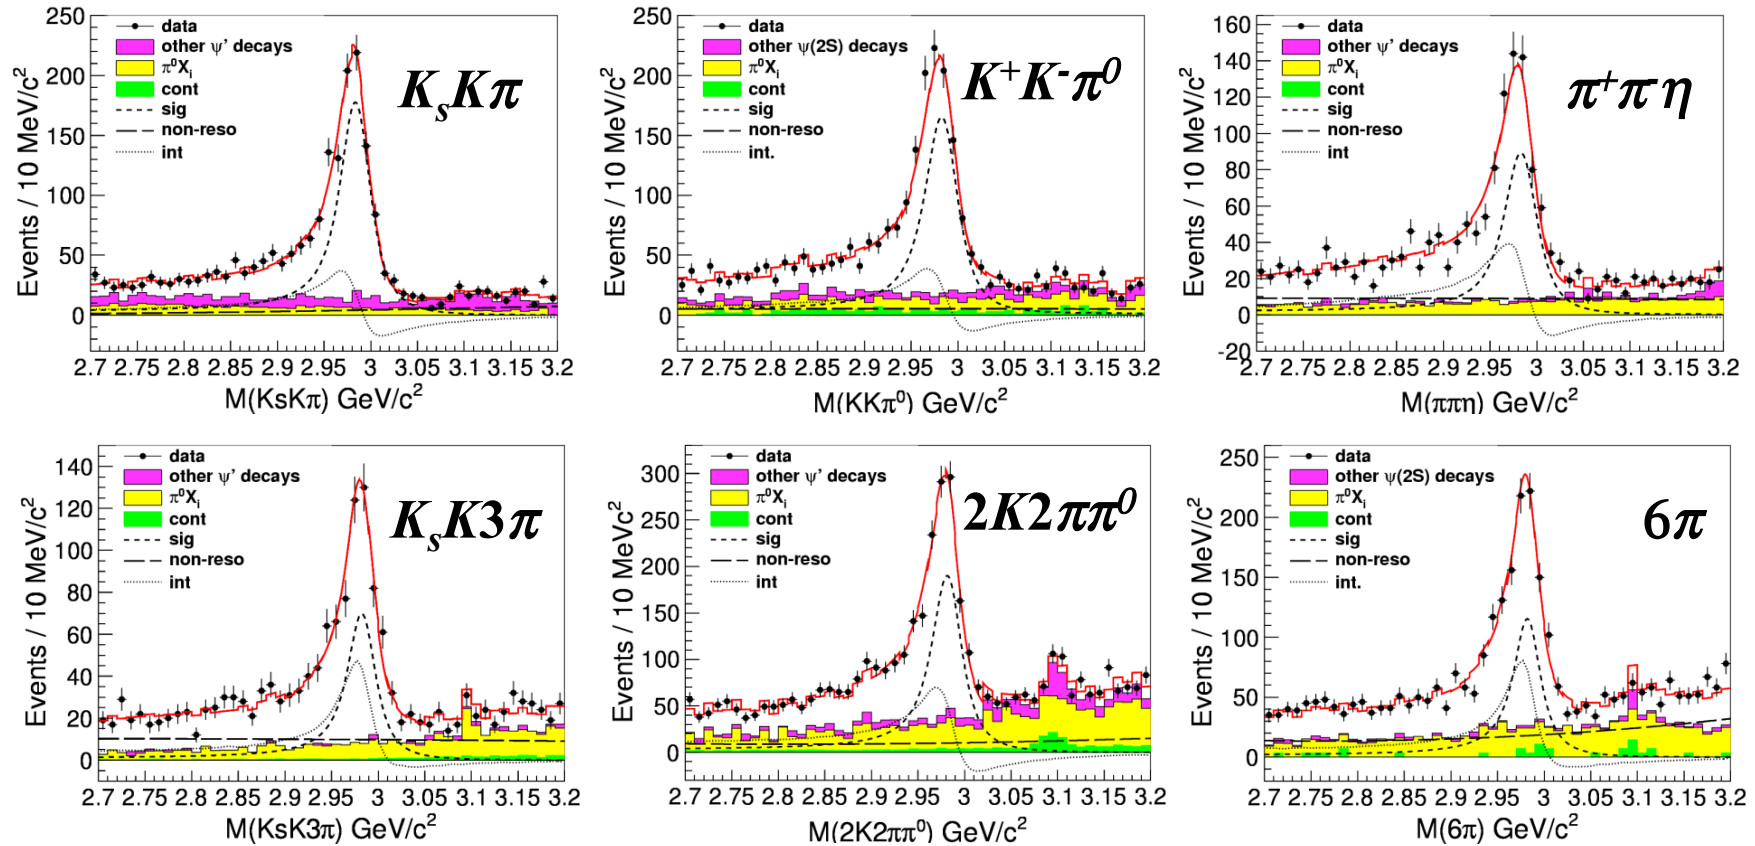 250
200
150
100
50
0
Events / 10 MeV/c²
data
other ψ' decays
π⁰Xᵢ
cont
sig
non-reso
int
KₛKπ
2.7 2.75 2.8 2.85 2.9 2.95 3 3.05 3.1 3.15 3.2
M(KsKπ) GeV/c²
250
200
150
100
50
0
Events / 10 MeV/c²
data
other ψ(2S) decays
π⁰Xᵢ
cont
sig
non-reso
int.
K⁺K⁻π⁰
2.7 2.75 2.8 2.85 2.9 2.95 3 3.05 3.1 3.15 3.2
M(KKπ⁰) GeV/c²
160
140
120
100
80
60
40
20
0
-20
Events / 10 MeV/c²
data
other ψ' decays
π⁰Xᵢ
cont
sig
non-reso
int
π⁺π⁻η
2.7 2.75 2.8 2.85 2.9 2.95 3 3.05 3.1 3.15 3.2
M(ππη) GeV/c²
140
120
100
80
60
40
20
0
Events / 10 MeV/c²
data
other ψ' decays
π⁰Xᵢ
cont
sig
non-reso
int
KₛK3π
2.7 2.75 2.8 2.85 2.9 2.95 3 3.05 3.1 3.15 3.2
M(KsK3π) GeV/c²
300
250
200
150
100
50
0
Events / 10 MeV/c²
data
other ψ' decays
π⁰Xᵢ
cont
sig
non-reso
int
2K2ππ⁰
2.7 2.75 2.8 2.85 2.9 2.95 3 3.05 3.1 3.15 3.2
M(2K2ππ⁰) GeV/c²
250
200
150
100
50
0
Events / 10 MeV/c²
data
other ψ(2S) decays
π⁰Xᵢ
cont
sig
non-reso
int.
6π
2.7 2.75 2.8 2.85 2.9 2.95 3 3.05 3.1 3.15 3.2
M(6π) GeV/c²